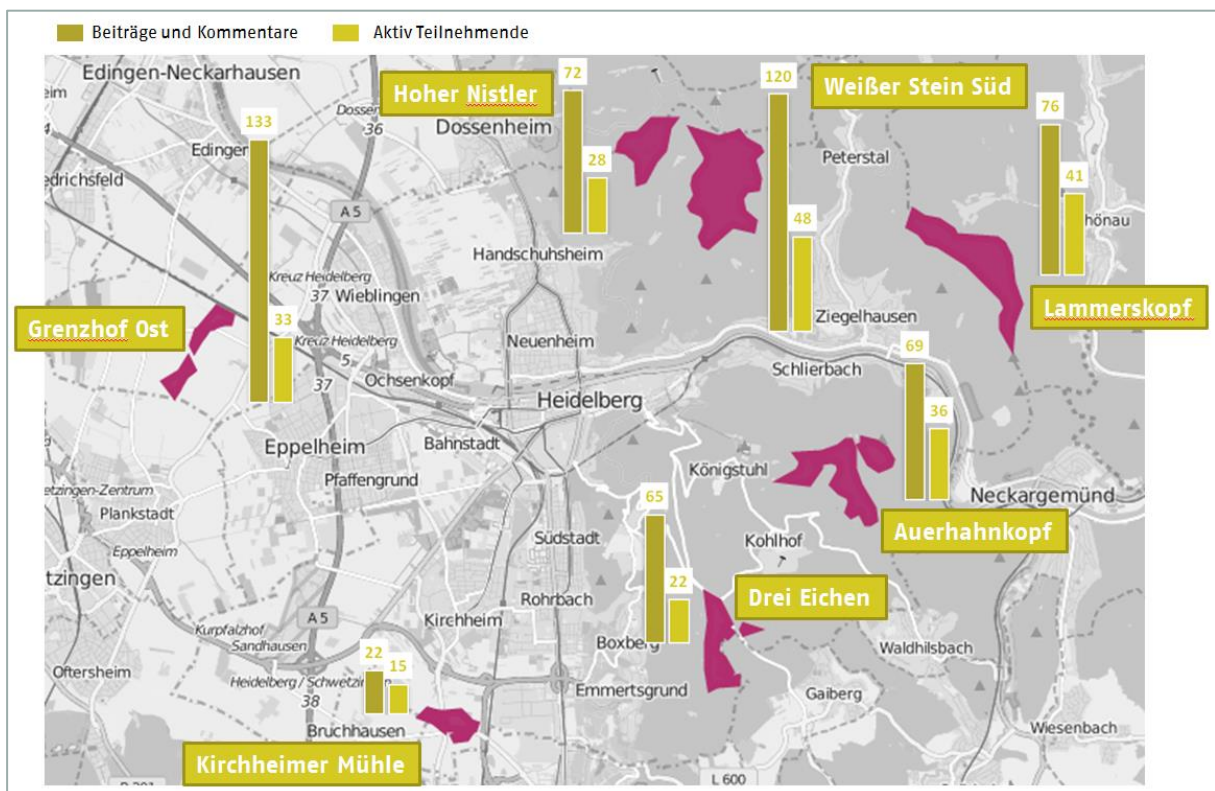 Beiträge und Kommentare
Aktiv Teilnehmende
Edingen-Neckarhausen
Hoher Nistler
72
120
Weißer Stein Süd
76
133
Dossenheim
36
Edingen
Peterstal
28
41
A 5
48
Handschuhsheim
Kreuz Heidelberg
37
Wieblingen
Grenzhof Ost
33
Kreuz Heidelberg
5
37
Ochsenkopf
Neuenheim
Ziegelhausen
Lammerskopf
Schlierbach
69
Heidelberg
36
Eppelheim
Bahnstadt
Pfaffengrund
Königstuhl
Neckargemünd
Plankstadt
65
Eppelheim
Südstadt
Kohlhof
Auerhahnkopf
22
Drei Eichen
Rohrbach
A 5
Kirchheim
Kurpfalzhof
Sandhausen
Boxberg
Waldhilsbach
Oftersheim
22
15
Heidelberg / Schwetzingen
38
Emmertsgrund
Gaiberg
Bruchhausen
Wiesenbach
Kirchheimer Mühle
L 600